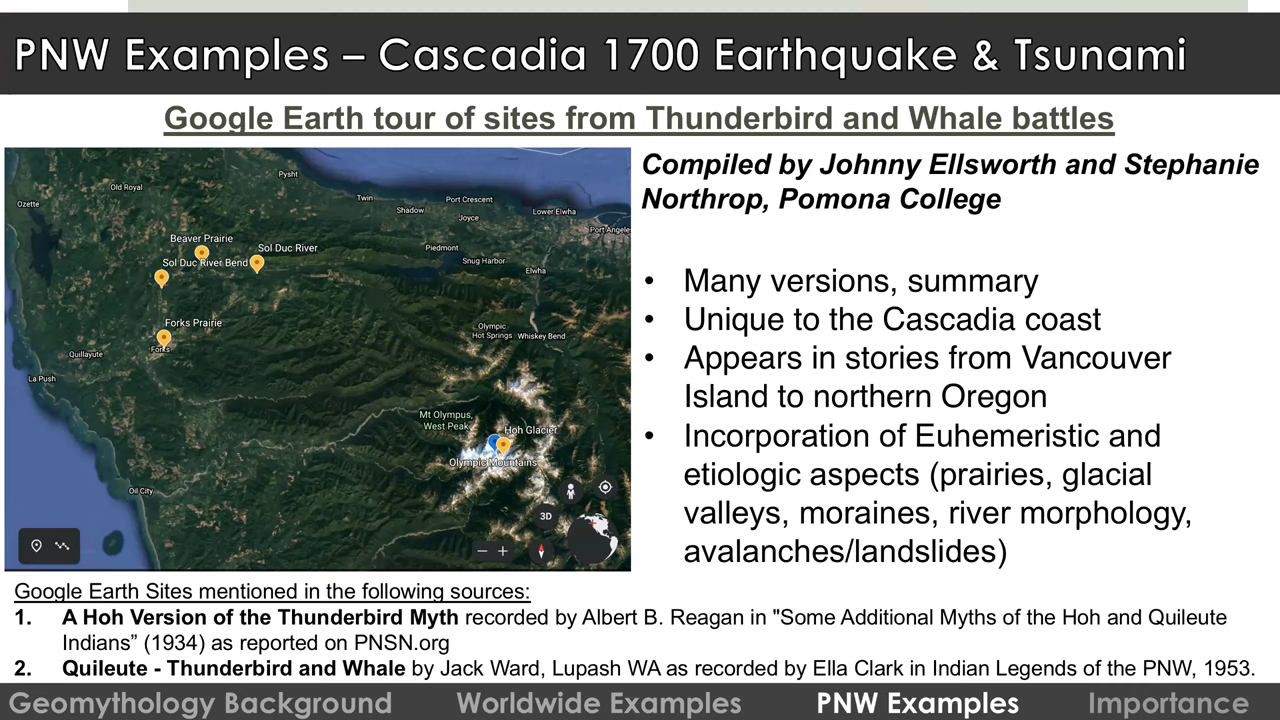 PNW Examples – Cascadia 1700 Earthquake & Tsunami
Google Earth tour of sites from Thunderbird and Whale battles
Pysht
Old Royal
Ozette
Twin
Shadow
Port Crescent
Joyce
Lower Elwha
Port Angeles
Beaver Prairie
Sol Duc River
Piedmont
Sol Duc River Bend
Snug Harbor
Elwha
Forks Prairie
Forks
Olympic
Hot Springs
Whiskey Bend
Quillayute
La Push
Mt Olympus,
West Peak
Hoh Glacier
Olympic Mountains
Oil City
3D
Compiled by Johnny Ellsworth and Stephanie
Northrop, Pomona College
• Many versions, summary
• Unique to the Cascadia coast
• Appears in stories from Vancouver
Island to northern Oregon
• Incorporation of Euhemeristic and
etiologic aspects (prairies, glacial
valleys, moraines, river morphology,
avalanches/landslides)
Google Earth Sites mentioned in the following sources:
1. A Hoh Version of the Thunderbird Myth recorded by Albert B. Reagan in "Some Additional Myths of the Hoh and Quileute
Indians” (1934) as reported on PNSN.org
2. Quileute - Thunderbird and Whale by Jack Ward, Lupash WA as recorded by Ella Clark in Indian Legends of the PNW, 1953.
Geomythology Background Worldwide Examples PNW Examples Importance